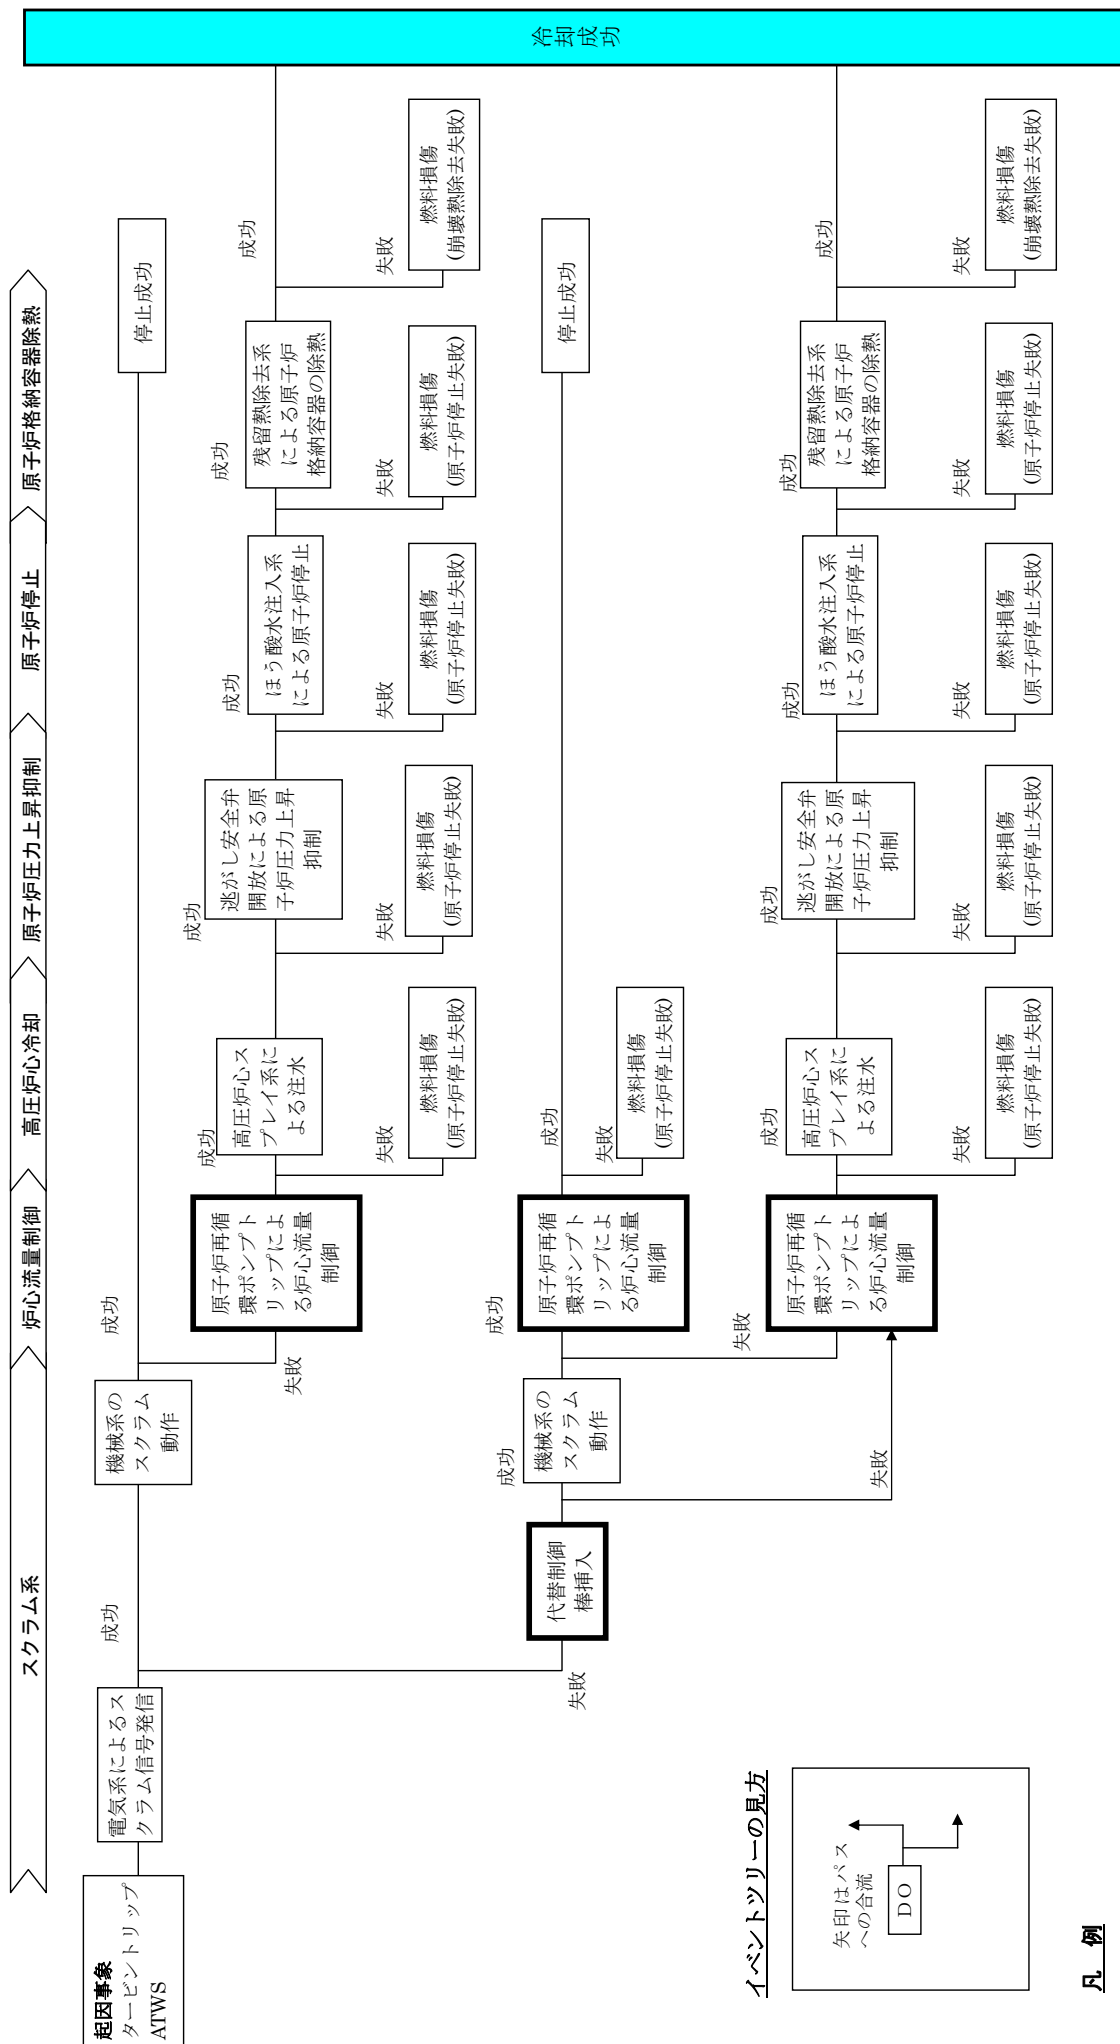 スクラム系
炉心流量制御
高圧炉心冷却
原子炉圧力上昇抑制
原子炉停止
原子炉格納容器除熱
起因事象
タービントリップ
ATWS
電気系によるス
クラム信号発信
成功
機械系の
スクラム
動作
成功
停止成功
失敗
原子炉再循
環ポンプト
リップによ
る炉心流量
制御
成功
高圧炉心ス
プレイ系に
よる注水
失敗
燃料損傷
(原子炉停止失敗)
成功
逃がし安全弁
開放による原
子炉圧力上昇
抑制
失敗
燃料損傷
(原子炉停止失敗)
成功
ほう酸水注入系
による原子炉停止
失敗
燃料損傷
(原子炉停止失敗)
成功
残留熱除去系
による原子炉
格納容器の除熱
失敗
燃料損傷
(原子炉停止失敗)
成功
失敗
燃料損傷
(崩壊熱除去失敗)
冷却成功
失敗
代替制御
棒挿入
成功
機械系の
スクラム
動作
成功
原子炉再循
環ポンプト
リップによ
る炉心流量
制御
成功
停止成功
失敗
燃料損傷
(原子炉停止失敗)
失敗
失敗
原子炉再循
環ポンプト
リップによ
る炉心流量
制御
成功
高圧炉心ス
プレイ系に
よる注水
失敗
燃料損傷
(原子炉停止失敗)
成功
逃がし安全弁
開放による原
子炉圧力上昇
抑制
失敗
燃料損傷
(原子炉停止失敗)
成功
ほう酸水注入系
による原子炉停止
失敗
燃料損傷
(原子炉停止失敗)
成功
残留熱除去系
による原子炉
格納容器の除熱
失敗
燃料損傷
(原子炉停止失敗)
成功
失敗
燃料損傷
(崩壊熱除去失敗)
イベントツリーの見方
矢印はパス
への合流
DO
凡 例